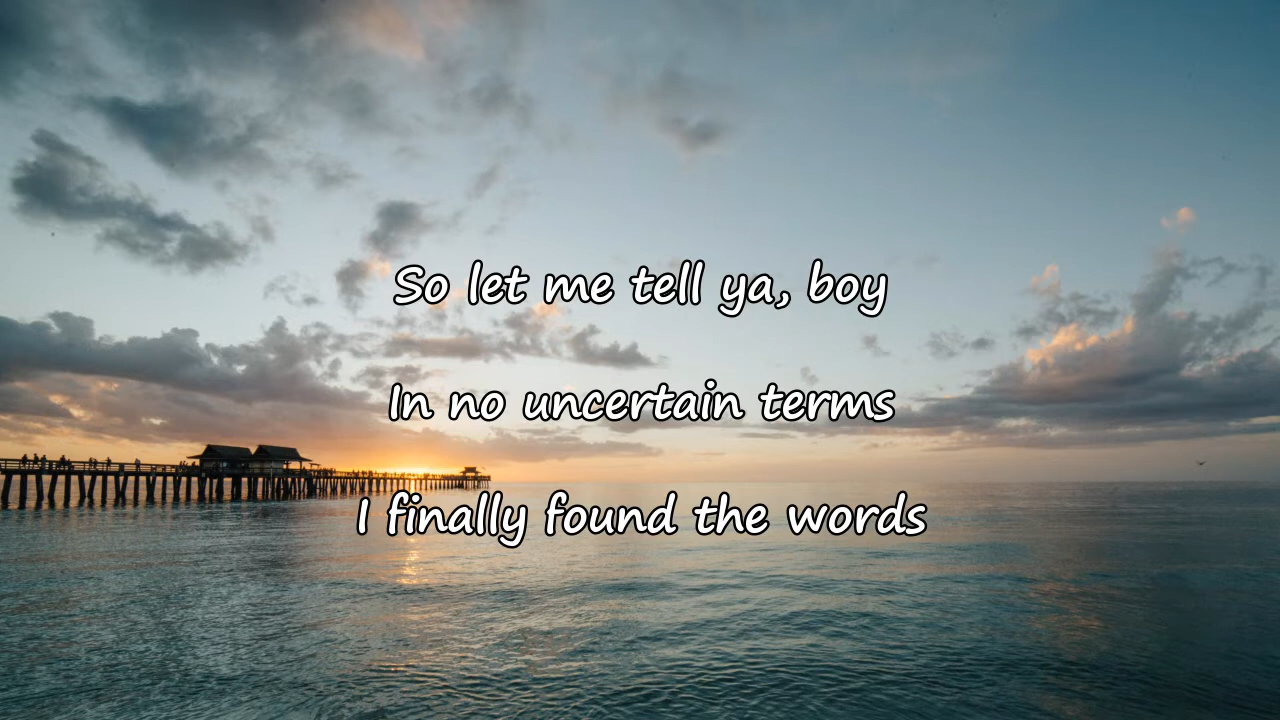 So let me tell ya, boy
In no uncertain terms
I finally found the words